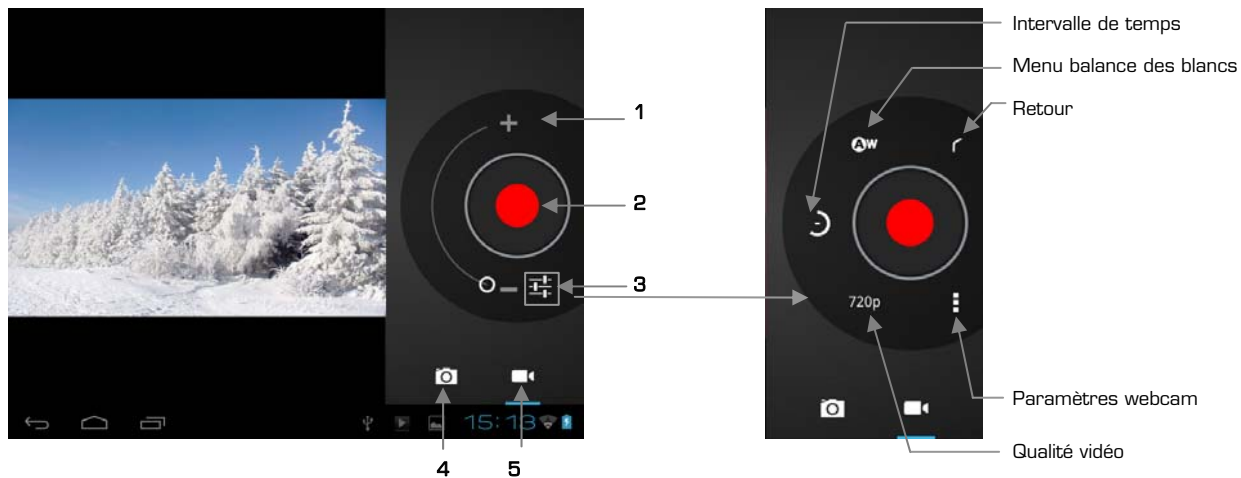 Intervalle de temps
Menu balance des blancs
Retour
1
AW
2
3
720p
15:13
Paramètres webcam
Qualité vidéo
4
5